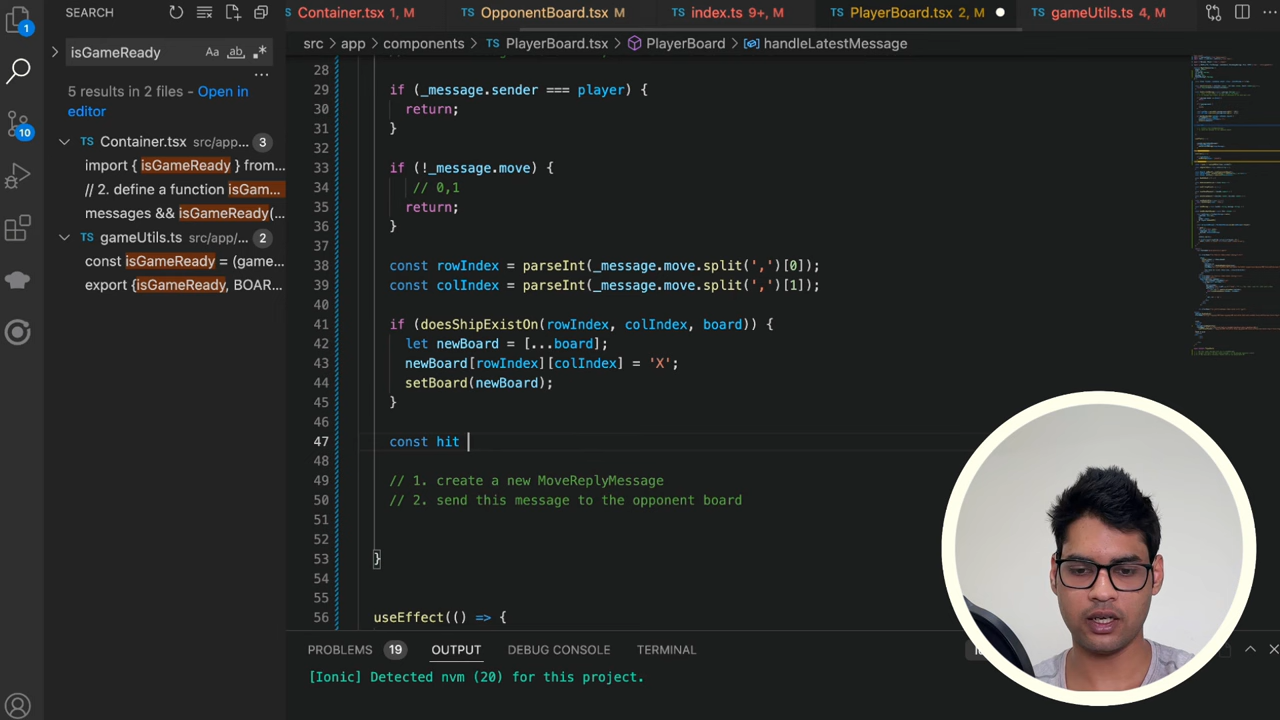 SEARCH
Container.tsx 1, M
OpponentBoard.tsx M
index.ts 9+, M
PlayerBoard.tsx 2, M
gameUtils.ts 4, M
1
isGameReady
Aa ab .*
src > app > components > TS PlayerBoard.tsx > PlayerBoard > handleLatestMessage
5 results in 2 files - Open in
editor
TS Container.tsx src/app... 3
import { isGameReady } from...
// 2. define a function isGam...
messages && isGameReady(...
TS gameUtils.ts src/app/... 2
const isGameReady = (game...
export {isGameReady, BOAR...
10
28
29 if (_message.sender === player) {
30 return;
31 }
32
33 if (!_message.move) {
34 // 0,1
35 return;
36 }
37
38 const rowIndex = parseInt(_message.move.split(',')[0]);
39 const colIndex = parseInt(_message.move.split(',')[1]);
40
41 if (doesShipExistOn(rowIndex, colIndex, board)) {
42 let newBoard = [...board];
43 newBoard[rowIndex][colIndex] = 'X';
44 setBoard(newBoard);
45 }
46
47 const hit
48
49 // 1. create a new MoveReplyMessage
50 // 2. send this message to the opponent board
51
52
53 }
54
55
56 useEffect(() => {
PROBLEMS 19 OUTPUT DEBUG CONSOLE TERMINAL
[Ionic] Detected nvm (20) for this project.